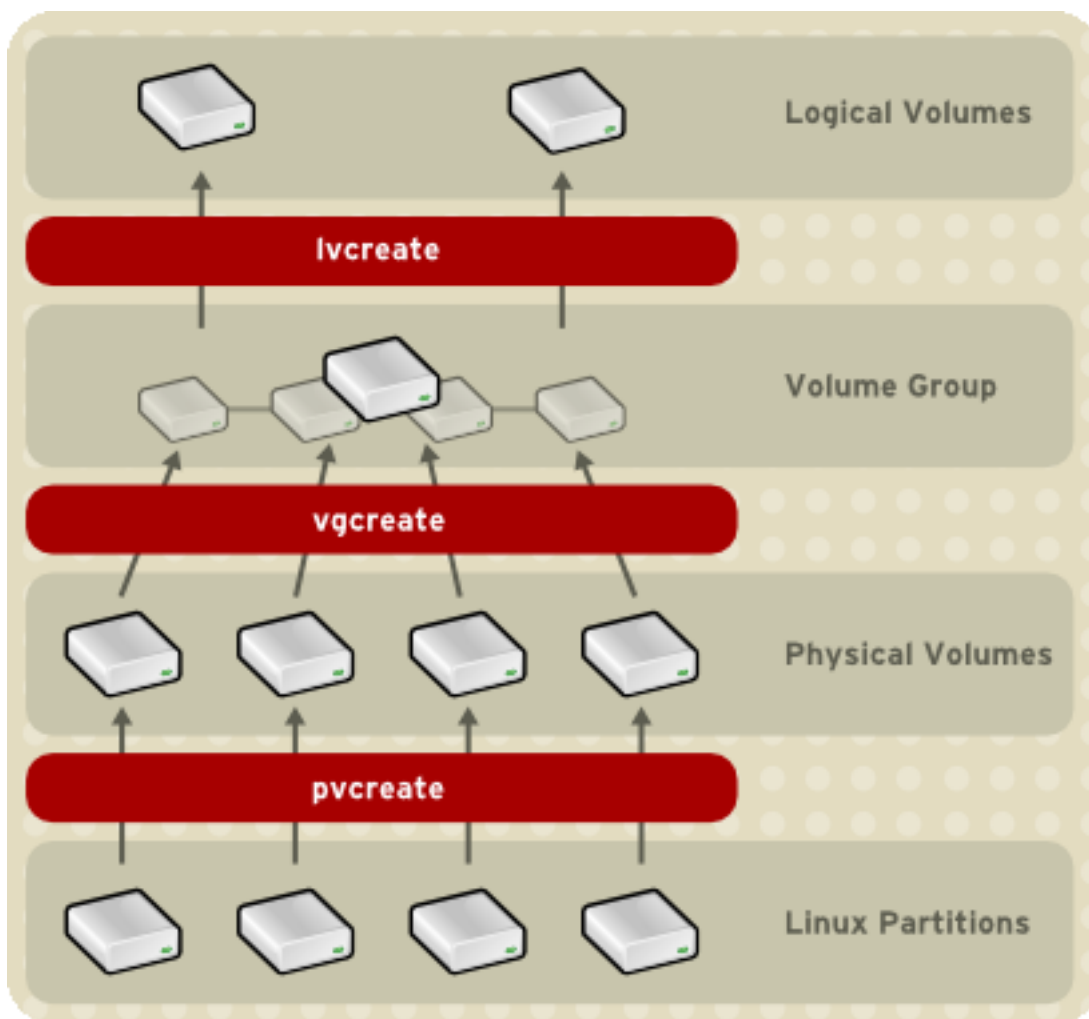 Logical Volumes
lvcreate
Volume Group
vgcreate
Physical Volumes
pvcreate
Linux Partitions